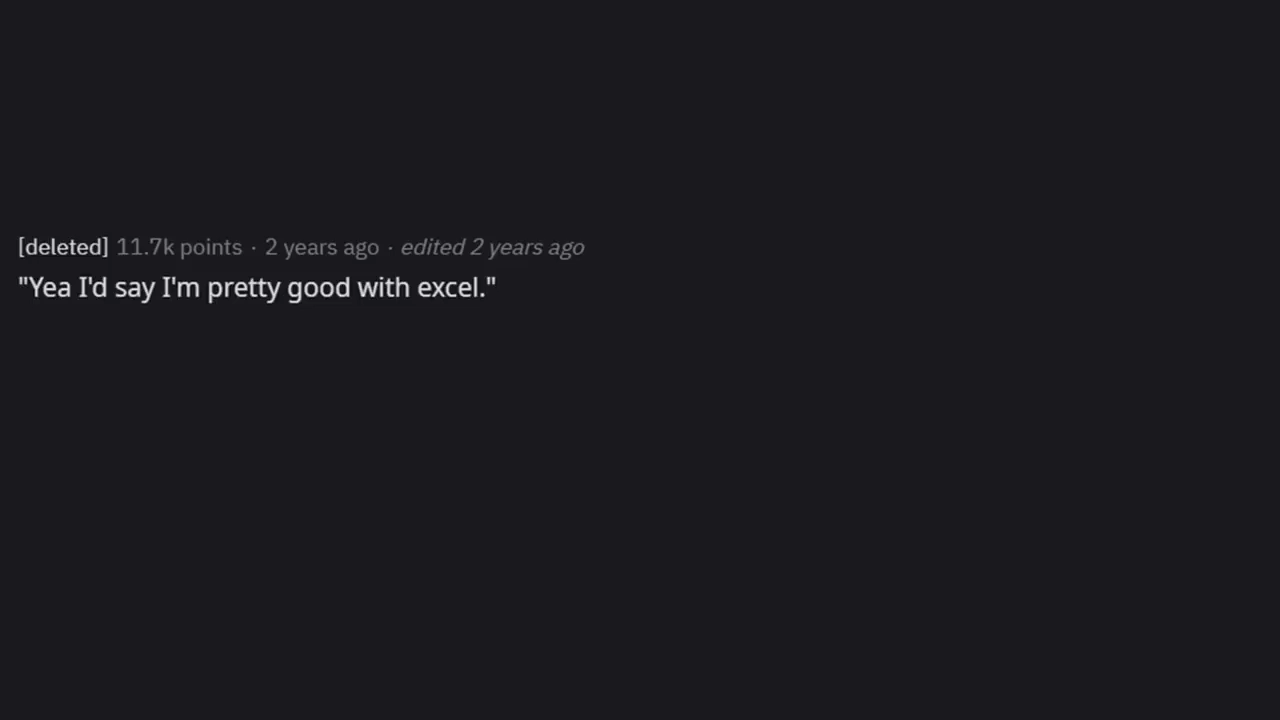 [deleted] 11.7k points · 2 years ago · edited 2 years ago
"Yea I'd say I'm pretty good with excel."